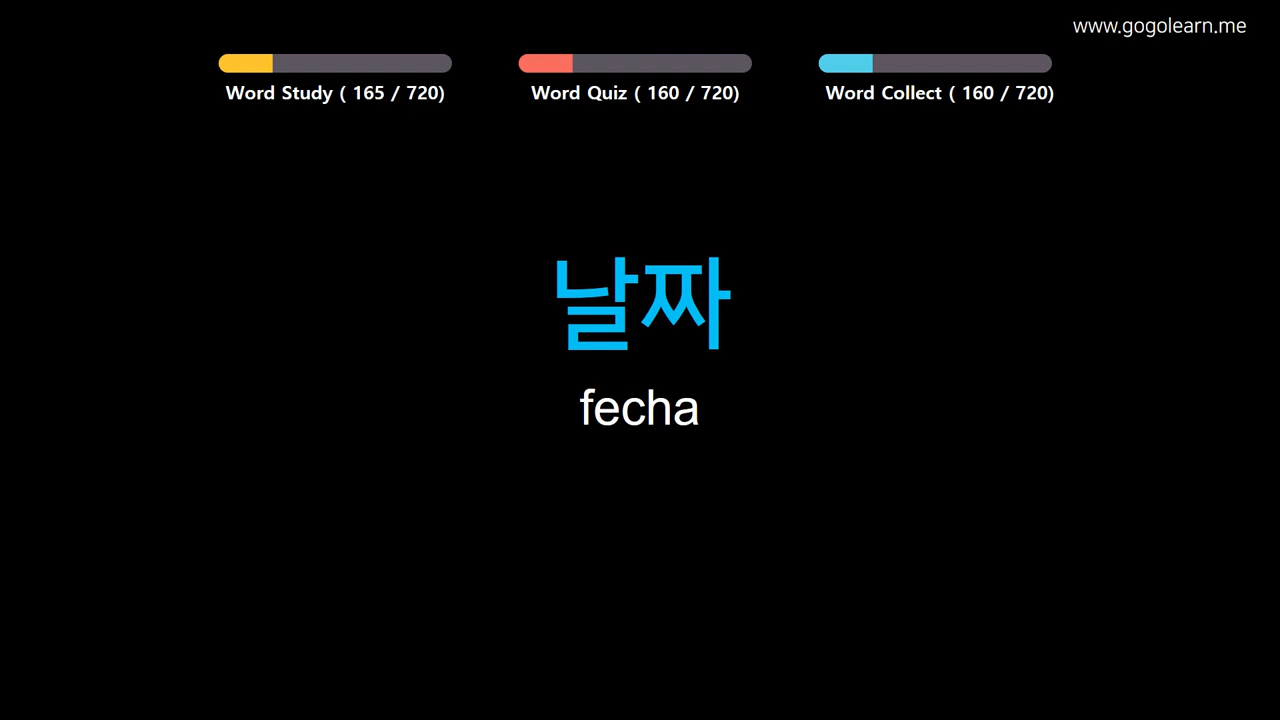 www.gogolearn.me
Word Study ( 165 / 720)
Word Quiz ( 160 / 720)
Word Collect ( 160 / 720)
날짜
fecha